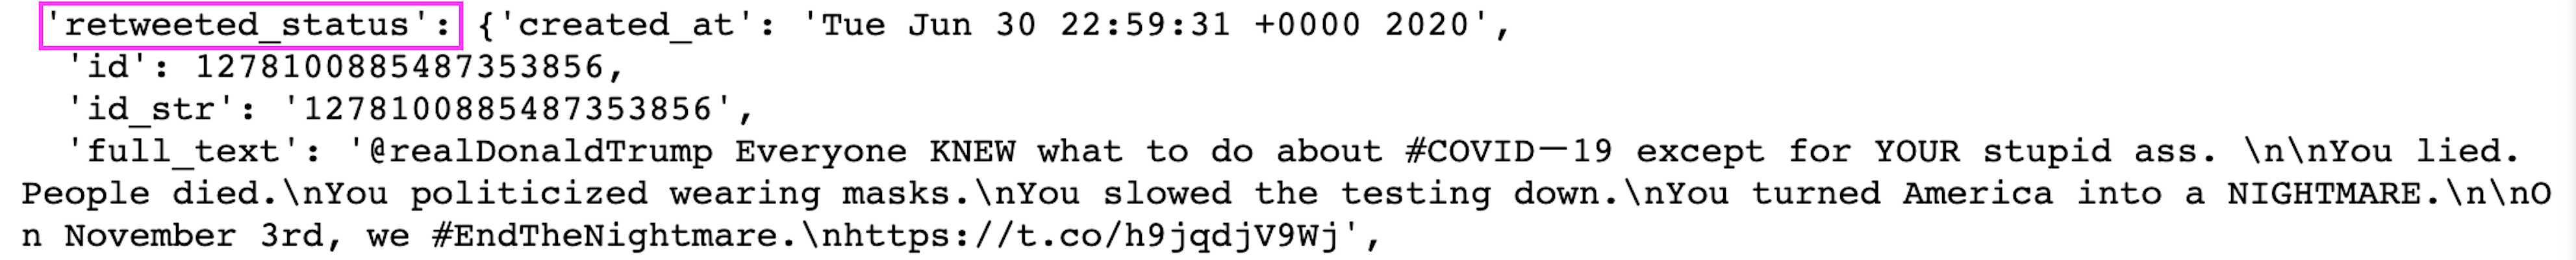 'retweeted_status': {'created_at': 'Tue Jun 30 22:59:31 +0000 2020',
'id': 1278100885487353856,
'id_str': '1278100885487353856',
'full_text': '@realDonaldTrump Everyone KNEW what to do about #COVID—19 except for YOUR stupid ass. \n\nYou lied.
People died.\nYou politicized wearing masks.\nYou slowed the testing down.\nYou turned America into a NIGHTMARE.\n\nO
n November 3rd, we #EndTheNightmare.\nhttps://t.co/h9jqdjV9Wj',